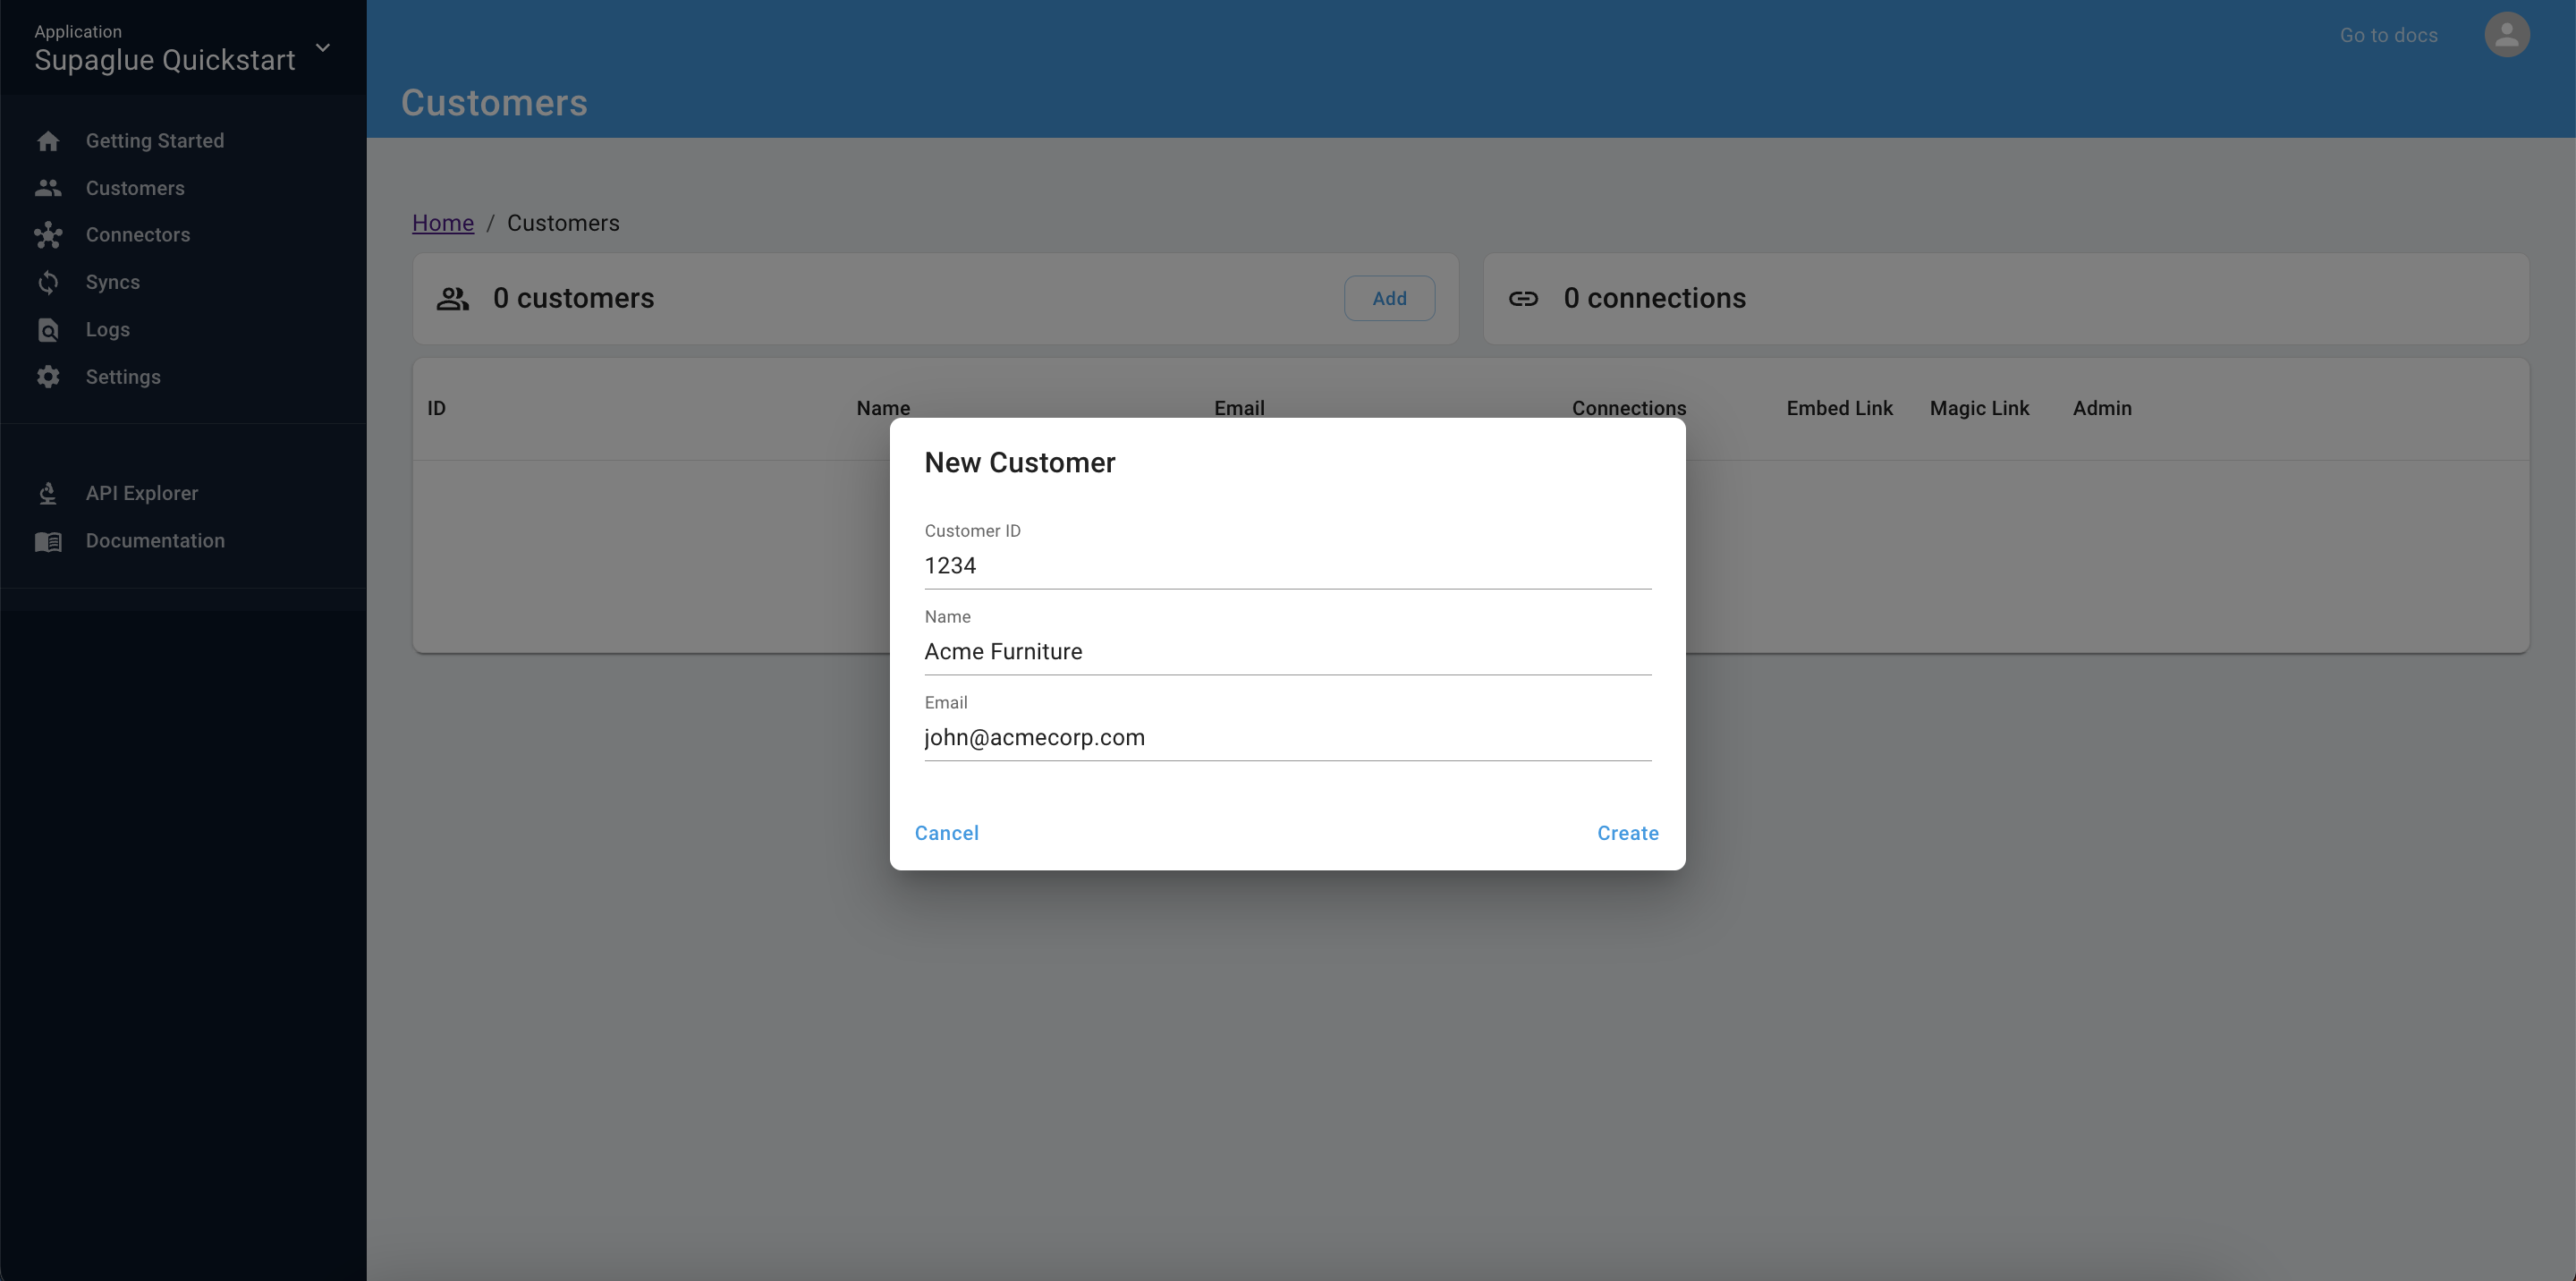 Application
Supaglue Quickstart
Go to docs
Customers
Getting Started
Customers
Connectors
Syncs
Logs
Settings
API Explorer
Documentation
Home / Customers
0 customers
Add
0 connections
ID Name Email Connections Embed Link Magic Link Admin
New Customer
Customer ID
1234
Name
Acme Furniture
Email
john@acmecorp.com
Cancel Create